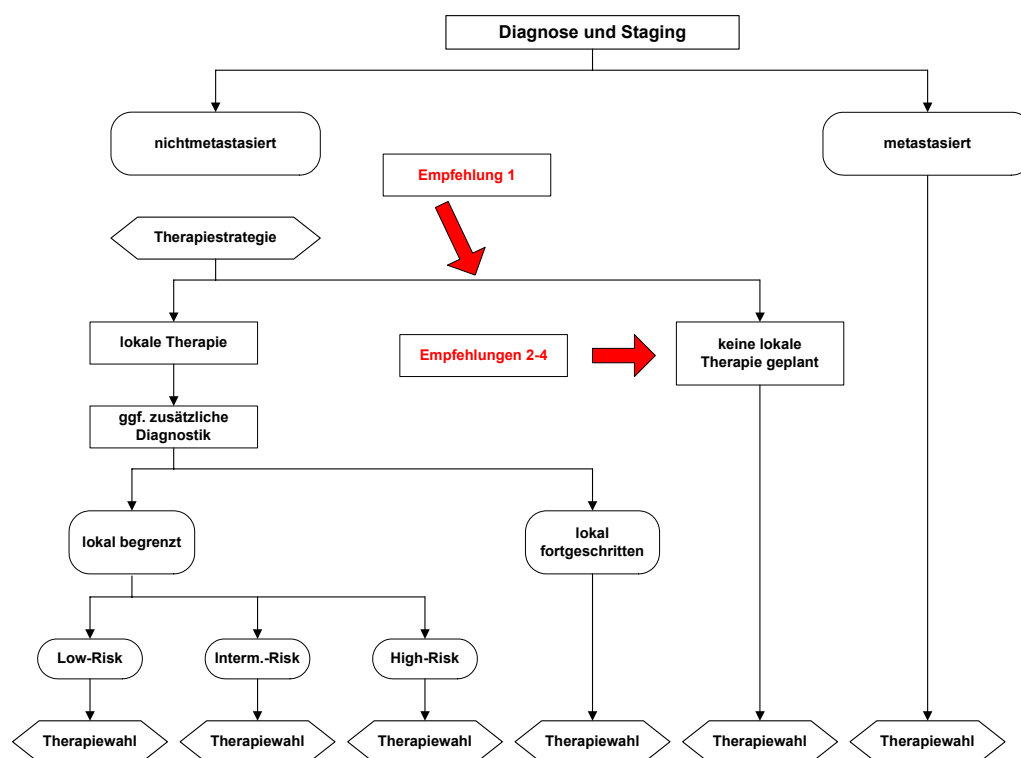 Diagnose und Staging
nichtmetastasiert
metastasiert
Empfehlung 1
Therapiestrategie
lokale Therapie
Empfehlungen 2-4
keine lokale
Therapie geplant
ggf. zusätzliche
Diagnostik
lokal begrenzt
lokal
fortgeschritten
Low-Risk
Interm.-Risk
High-Risk
Therapiewahl
Therapiewahl
Therapiewahl
Therapiewahl
Therapiewahl
Therapiewahl